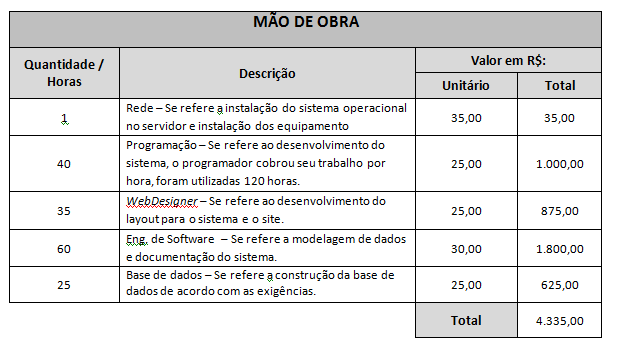 MÃO DE OBRA
Quantidade /
Horas
Descrição
Valor em R$:
Unitário
Total
1
Rede – Se refere a instalação do sistema operacional
no servidor e instalação dos equipamento
35,00
35,00
40
Programação – Se refere ao desenvolvimento do
sistema, o programador cobrou seu trabalho por
hora, foram utilizadas 120 horas.
25,00
1.000,00
35
WebDesigner – Se refere ao desenvolvimento do
layout para o sistema e o site.
25,00
875,00
60
Eng. de Software – Se refere a modelagem de dados
e documentação do sistema.
30,00
1.800,00
25
Base de dados – Se refere a construção da base de
dados de acordo com as exigências.
25,00
625,00
Total
4.335,00